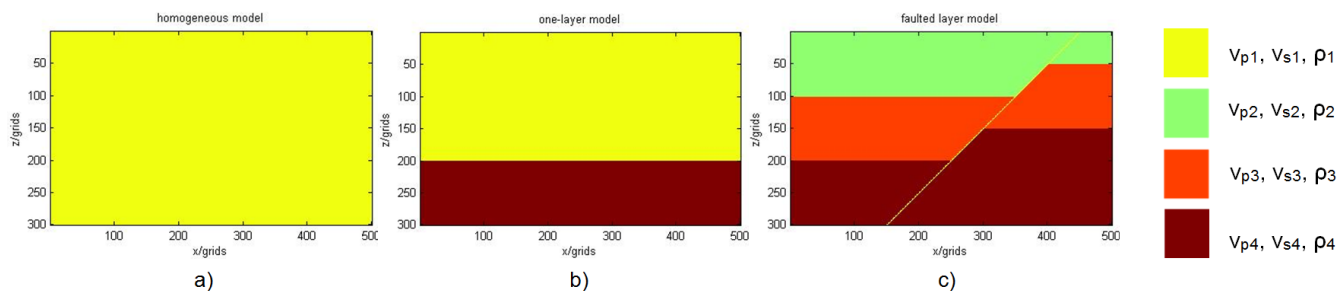 homogeneous model
z/grids
50
100
150
200
250
300
100
200
300
400
500
x/grids
a)
one-layer model
z/grids
50
100
150
200
250
300
100
200
300
400
500
x/grids
b)
faulted layer model
z/grids
50
100
150
200
250
300
100
200
300
400
500
x/grids
c)
Vp1, Vs1, ρ1
Vp2, Vs2, ρ2
Vp3, Vs3, ρ3
Vp4, Vs4, ρ4